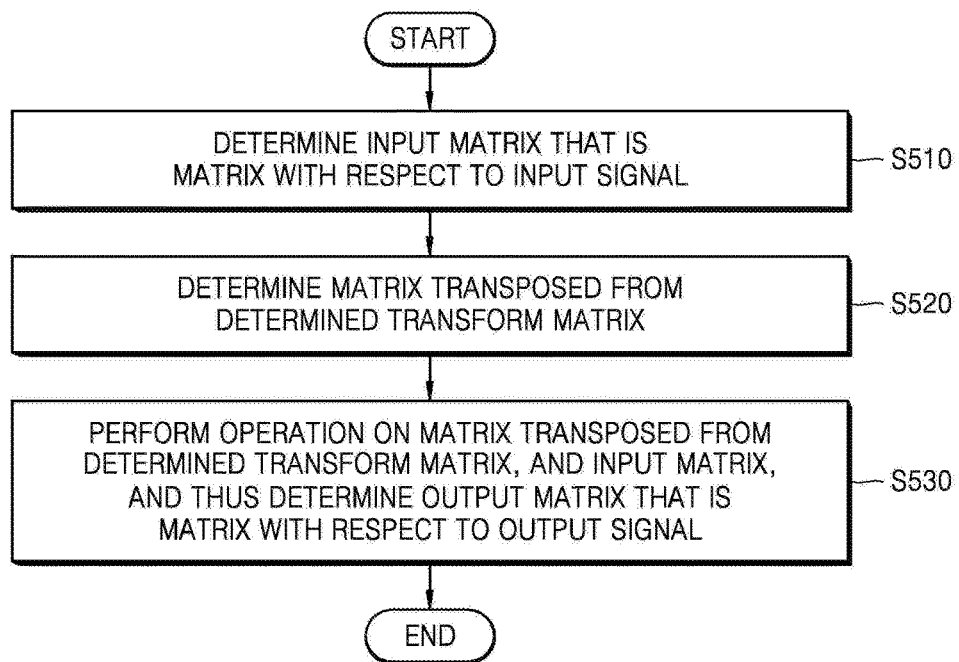 START
DETERMINE INPUT MATRIX THAT IS
MATRIX WITH RESPECT TO INPUT SIGNAL
S510
DETERMINE MATRIX TRANSPOSED FROM
DETERMINED TRANSFORM MATRIX
S520
PERFORM OPERATION ON MATRIX TRANSPOSED FROM
DETERMINED TRANSFORM MATRIX, AND INPUT MATRIX,
AND THUS DETERMINE OUTPUT MATRIX THAT IS
MATRIX WITH RESPECT TO OUTPUT SIGNAL
S530
END